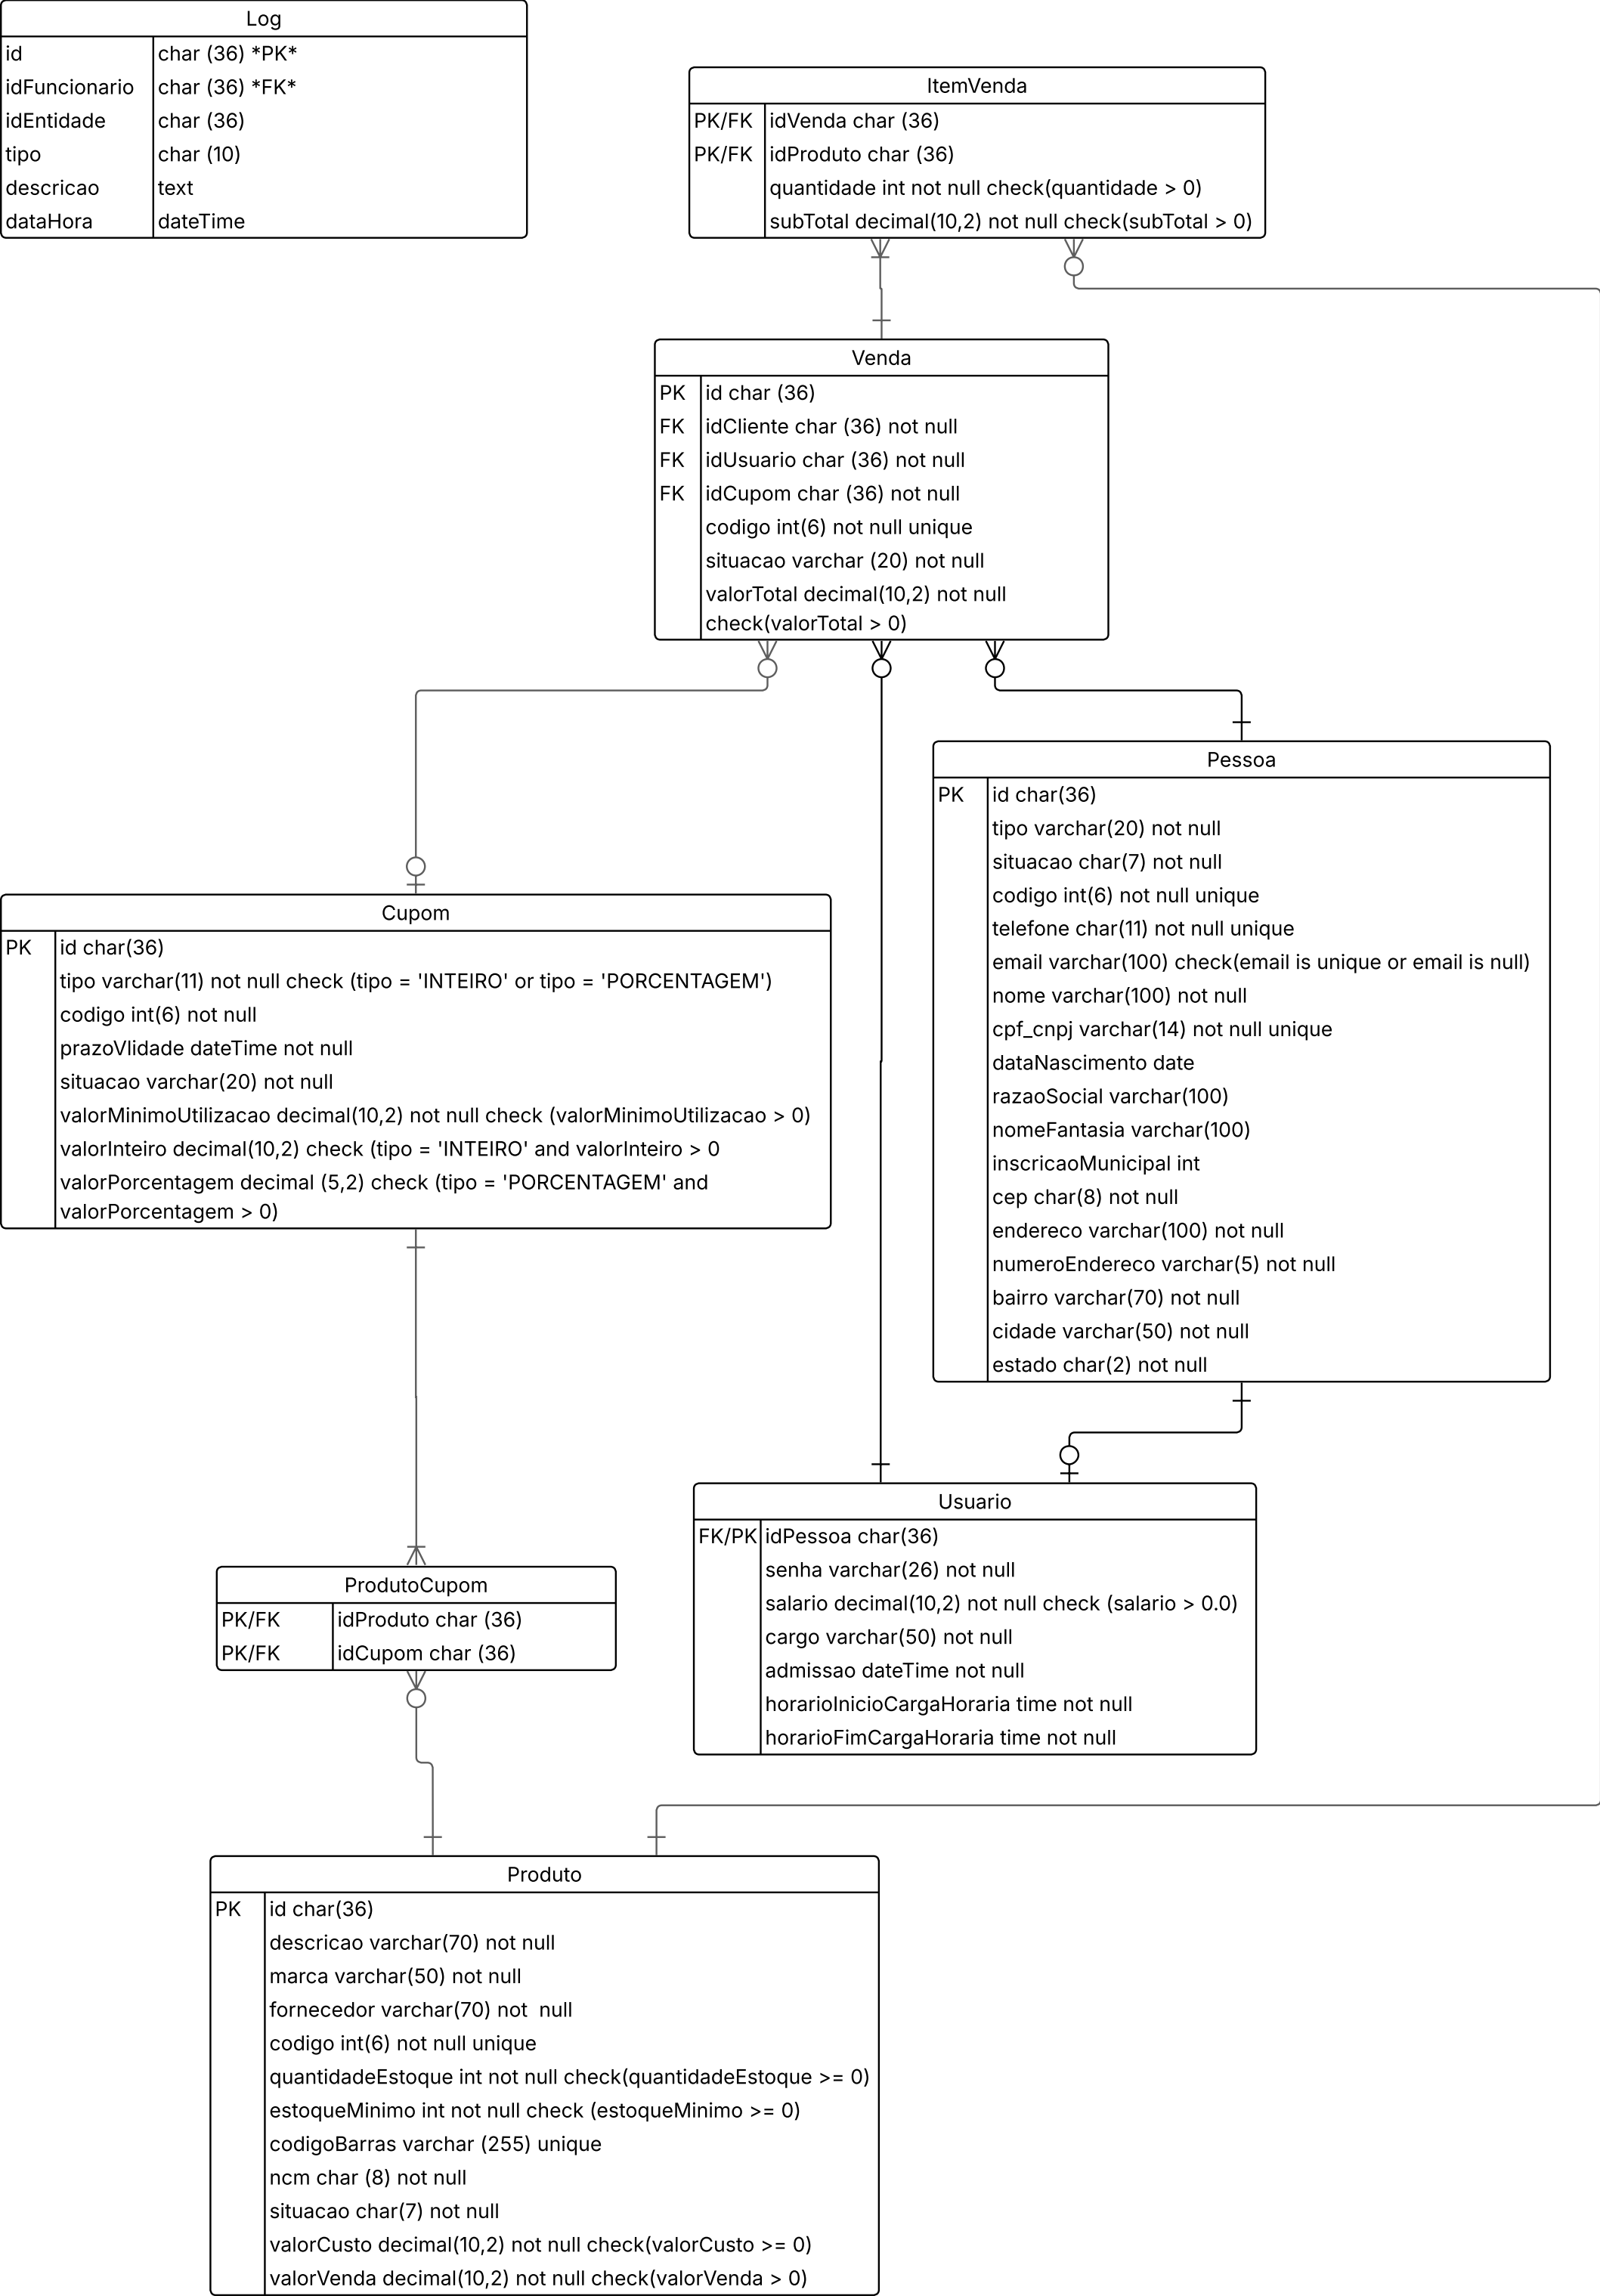 Log
id char (36) *PK*
idFuncionario char (36) *FK*
idEntidade char (36)
tipo char (10)
descricao text
dataHora dateTime
ItemVenda
PK/FK idVenda char (36)
PK/FK idProduto char (36)
quantidade int not null check(quantidade > 0)
subTotal decimal(10,2) not null check(subTotal > 0)
Venda
PK id char (36)
FK idCliente char (36) not null
FK idUsuario char (36) not null
FK idCupom char (36) not null
codigo int(6) not null unique
situacao varchar (20) not null
valorTotal decimal(10,2) not null
check(valorTotal > 0)
Pessoa
PK id char(36)
tipo varchar(20) not null
situacao char(7) not null
codigo int(6) not null unique
telefone char(11) not null unique
email varchar(100) check(email is unique or email is null)
nome varchar(100) not null
cpf_cnpj varchar(14) not null unique
dataNascimento date
razaoSocial varchar(100)
nomeFantasia varchar(100)
inscricaoMunicipal int
cep char(8) not null
endereco varchar(100) not null
numeroEndereco varchar(5) not null
bairro varchar(70) not null
cidade varchar(50) not null
estado char(2) not null
Cupom
PK id char(36)
tipo varchar(11) not null check (tipo = 'INTEIRO' or tipo = 'PORCENTAGEM')
codigo int(6) not null
prazoVlidade dateTime not null
situacao varchar(20) not null
valorMinimoUtilizacao decimal(10,2) not null check (valorMinimoUtilizacao > 0)
valorInteiro decimal(10,2) check (tipo = 'INTEIRO' and valorInteiro > 0
valorPorcentagem decimal (5,2) check (tipo = 'PORCENTAGEM' and
valorPorcentagem > 0)
Usuario
FK/PK idPessoa char(36)
senha varchar(26) not null
salario decimal(10,2) not null check (salario > 0.0)
cargo varchar(50) not null
admissao dateTime not null
horarioInicioCargaHoraria time not null
horarioFimCargaHoraria time not null
ProdutoCupom
PK/FK idProduto char (36)
PK/FK idCupom char (36)
Produto
PK id char(36)
descricao varchar(70) not null
marca varchar(50) not null
fornecedor varchar(70) not  null
codigo int(6) not null unique
quantidadeEstoque int not null check(quantidadeEstoque >= 0)
estoqueMinimo int not null check (estoqueMinimo >= 0)
codigoBarras varchar (255) unique
ncm char (8) not null
situacao char(7) not null
valorCusto decimal(10,2) not null check(valorCusto >= 0)
valorVenda decimal(10,2) not null check(valorVenda > 0)